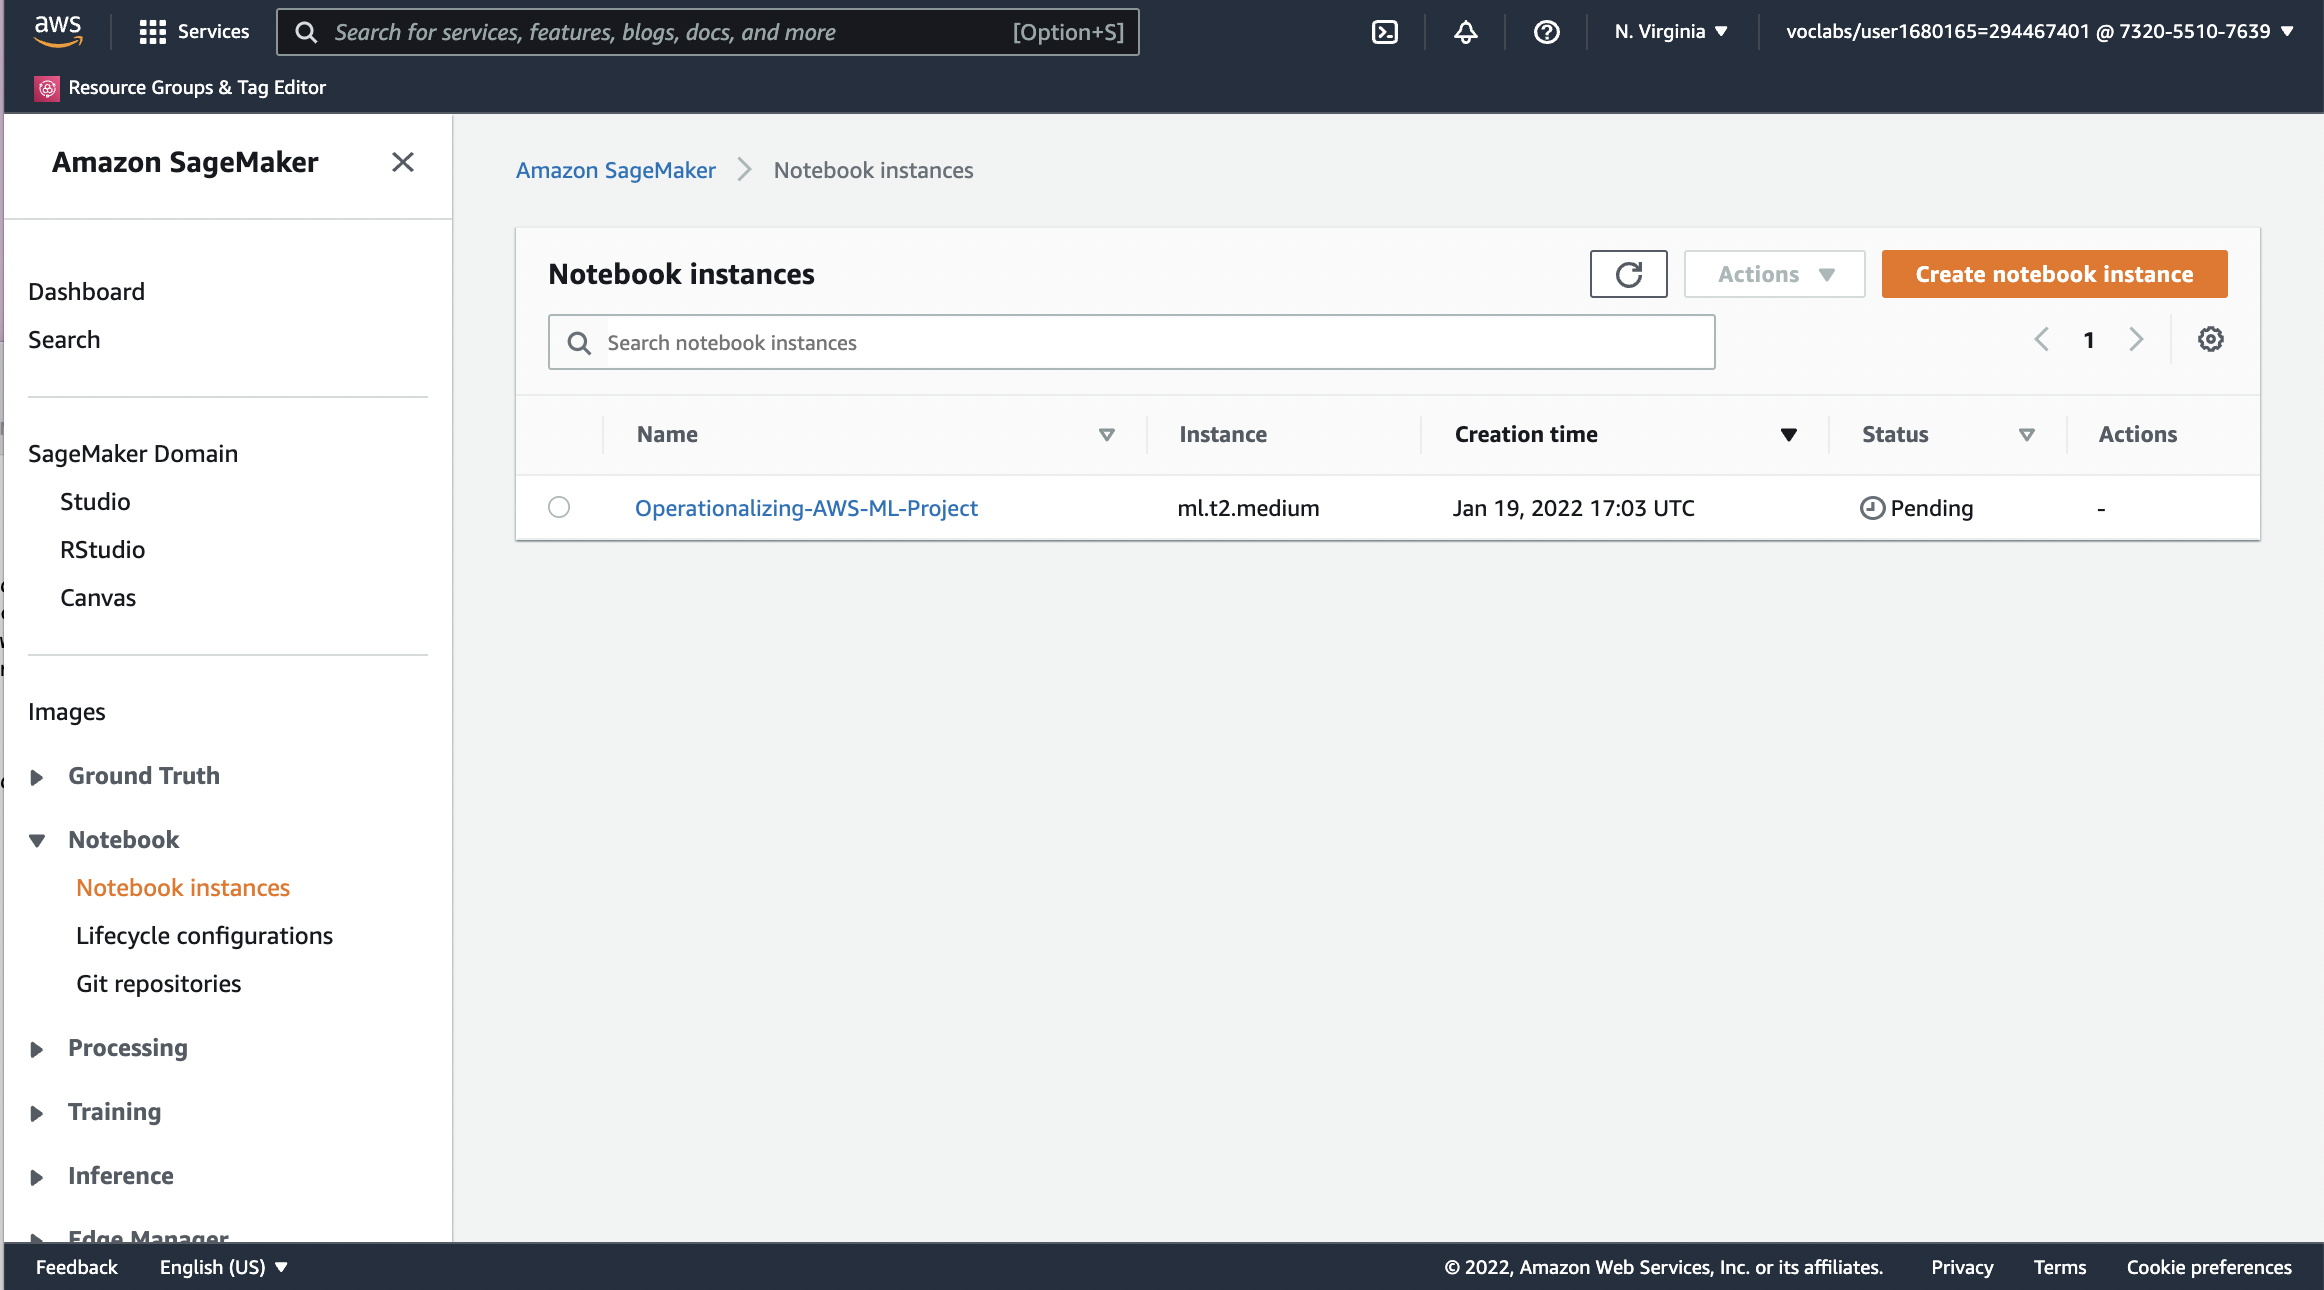 aws
Services
Search for services, features, blogs, docs, and more
[Option+S]
N. Virginia
voclabs/user1680165=294467401 @ 7320-5510-7639
Resource Groups & Tag Editor
Amazon SageMaker
Dashboard
Search
SageMaker Domain
Studio
RStudio
Canvas
Images
Ground Truth
Notebook
Notebook instances
Lifecycle configurations
Git repositories
Processing
Training
Inference
Edge Manager
Amazon SageMaker
Notebook instances
Notebook instances
Actions
Create notebook instance
Search notebook instances
1
Name
Instance
Creation time
Status
Actions
Operationalizing-AWS-ML-Project
ml.t2.medium
Jan 19, 2022 17:03 UTC
Pending
-
Feedback
English (US)
© 2022, Amazon Web Services, Inc. or its affiliates.
Privacy
Terms
Cookie preferences